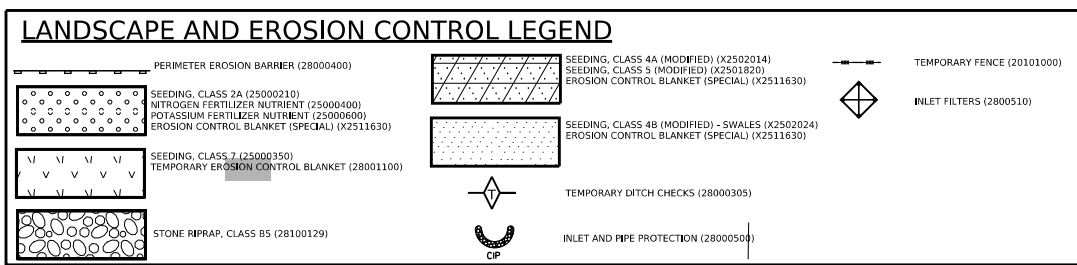 LANDSCAPE AND EROSION CONTROL LEGEND
PERIMETER EROSION BARRIER (28000400)
SEEDING, CLASS 2A (25000210)
NITROGEN FERTILIZER NUTRIENT (25000400)
POTASSIUM FERTILIZER NUTRIENT (25000600)
EROSION CONTROL BLANKET (SPECIAL) (X2511630)
SEEDING, CLASS 7 (25000350)
TEMPORARY EROSION CONTROL BLANKET (28001100)
STONE RIPRAP, CLASS B5 (28100129)
SEEDING, CLASS 4A (MODIFIED) (X2502014)
SEEDING, CLASS 5 (MODIFIED) (X2501820)
EROSION CONTROL BLANKET (SPECIAL) (X2511630)
SEEDING, CLASS 4B (MODIFIED) - SWALES (X2502024)
EROSION CONTROL BLANKET (SPECIAL) (X2511630)
T
TEMPORARY DITCH CHECKS (28000305)
CIP
INLET AND PIPE PROTECTION (28000500)
TEMPORARY FENCE (20101000)
INLET FILTERS (2800510)